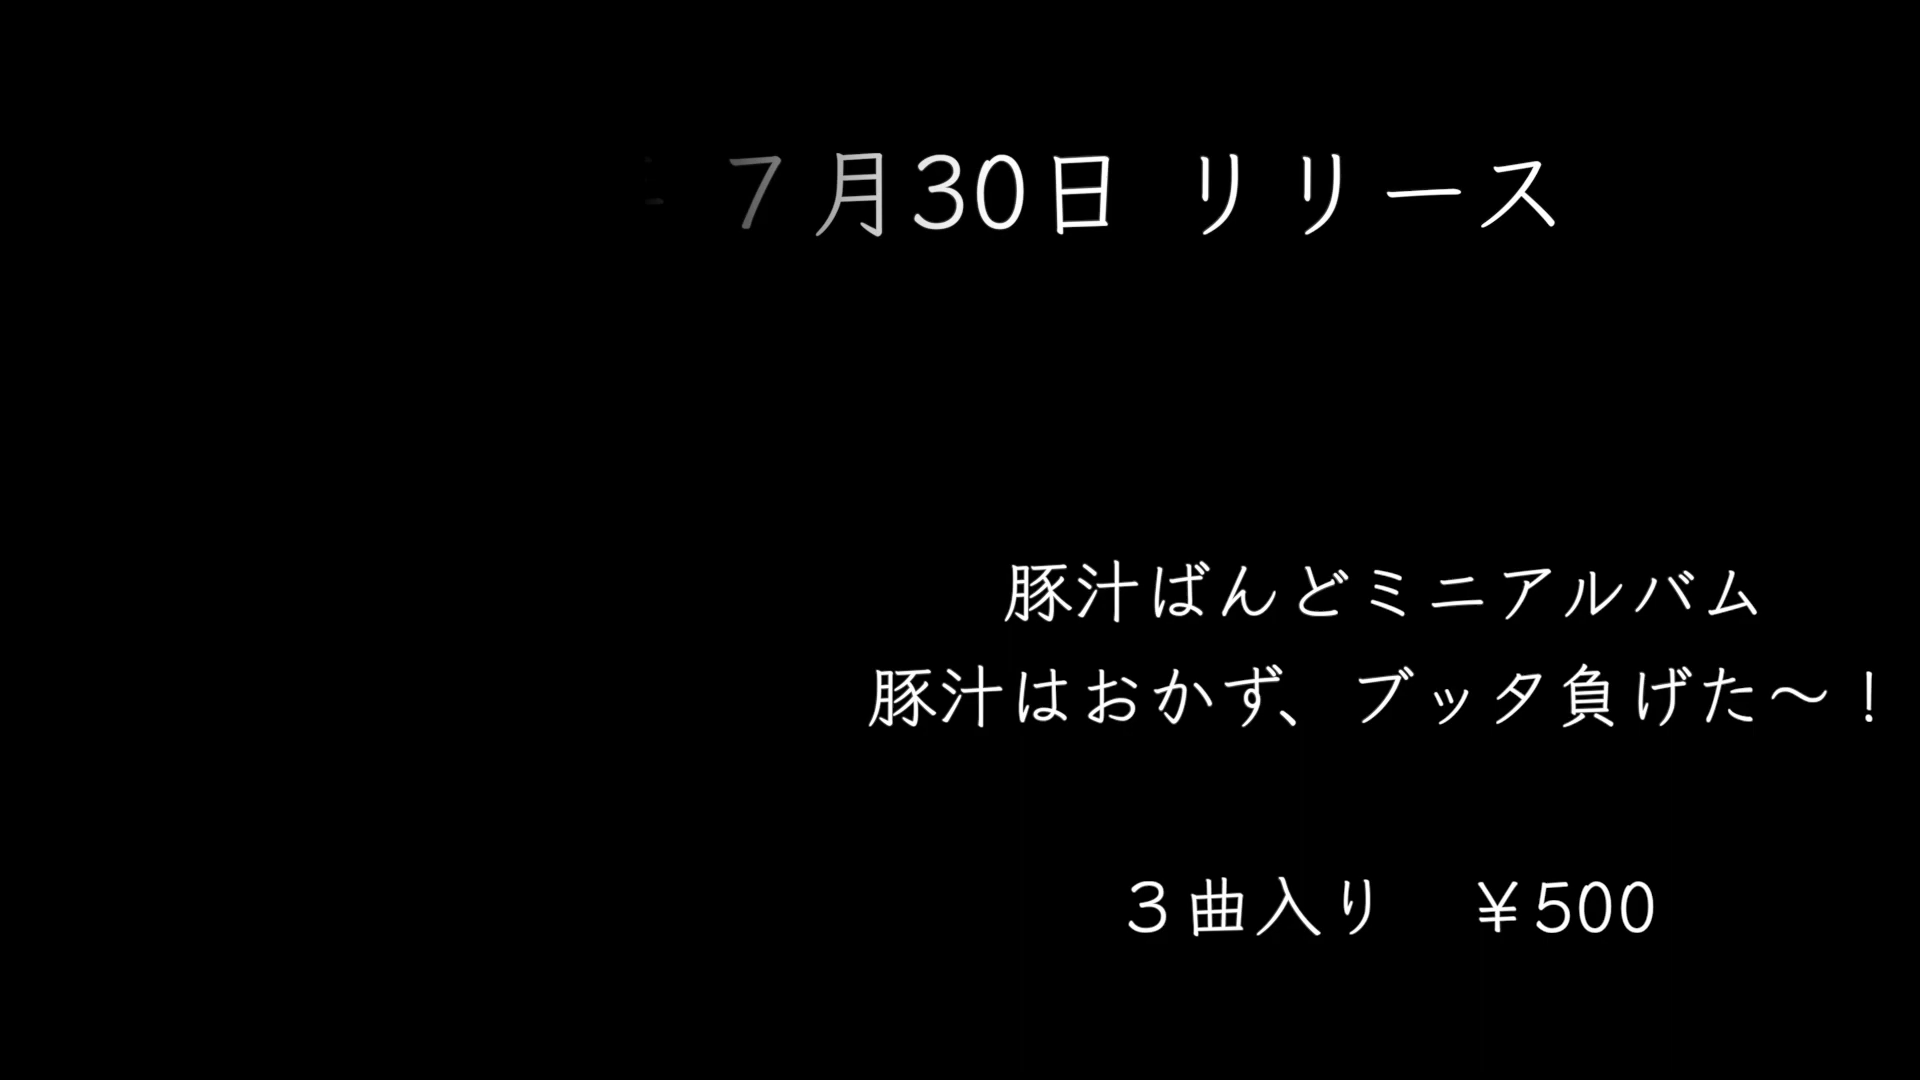 ７月30日 リリース
豚汁ばんどミニアルバム
豚汁はおかず、ブッタ負げた～！
３曲入り　￥500